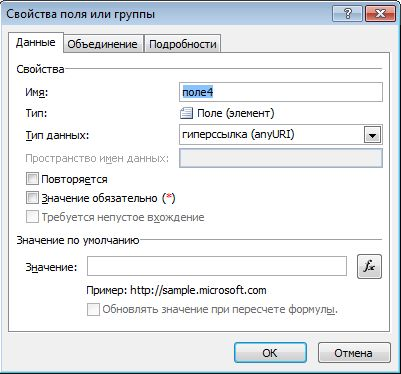 Свойства поля или группы
Данные Объединение Подробности
Свойства
Имя: поле4
Тип: Поле (элемент)
Тип данных: гиперссылка (anyURI)
Пространство имен данных:
Повторяется
Значение обязательно (*)
Требуется непустое вхождение
Значение по умолчанию
Значение: fx
Пример: http://sample.microsoft.com
Обновлять значение при пересчете формулы.
ОК Отмена